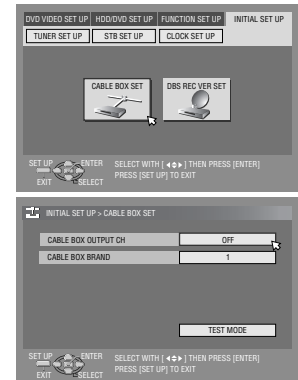 DVD VIDEO SET UP HDD/DVD SET UP FUNCTION SET UP INITIAL SET UP
TUNER SET UP STB SET UP CLOCK SET UP
CABLE BOX SET DBS REC VER SET
SET UP ENTER SELECT WITH [ ◂◆▸ ] THEN PRESS [ENTER]
EXIT SELECT PRESS [SET UP] TO EXIT
INITIAL SET UP > CABLE BOX SET
CABLE BOX OUTPUT CH OFF
CABLE BOX BRAND 1
TEST MODE
SET UP ENTER SELECT WITH [ ◂◆▸ ] THEN PRESS [ENTER]
EXIT SELECT PRESS [SET UP] TO EXIT